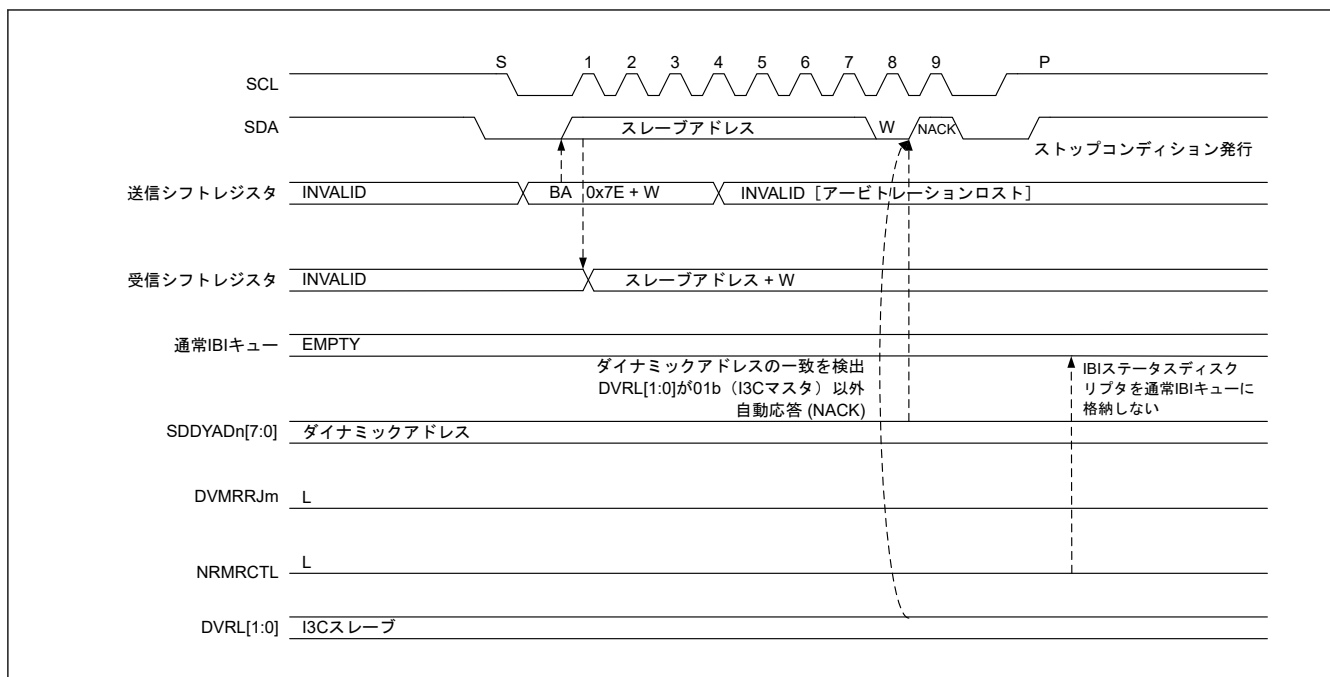 S 1 2 3 4 5 6 7 8 9 P
SCL
SDA スレーブアドレス W NACK
ストップコンディション発行
送信シフトレジスタ INVALID BA 0x7E + W INVALID［アービトレーションロスト］
受信シフトレジスタ INVALID スレーブアドレス + W
通常IBIキュー EMPTY
ダイナミックアドレスの一致を検出
DVRL[1:0]が01b（I3Cマスタ）以外
自動応答 (NACK)
IBIステータスディスク
リプタを通常IBIキューに
格納しない
SDDYADn[7:0] ダイナミックアドレス
DVMRRJm L
NRMRCTL L
DVRL[1:0] I3Cスレーブ